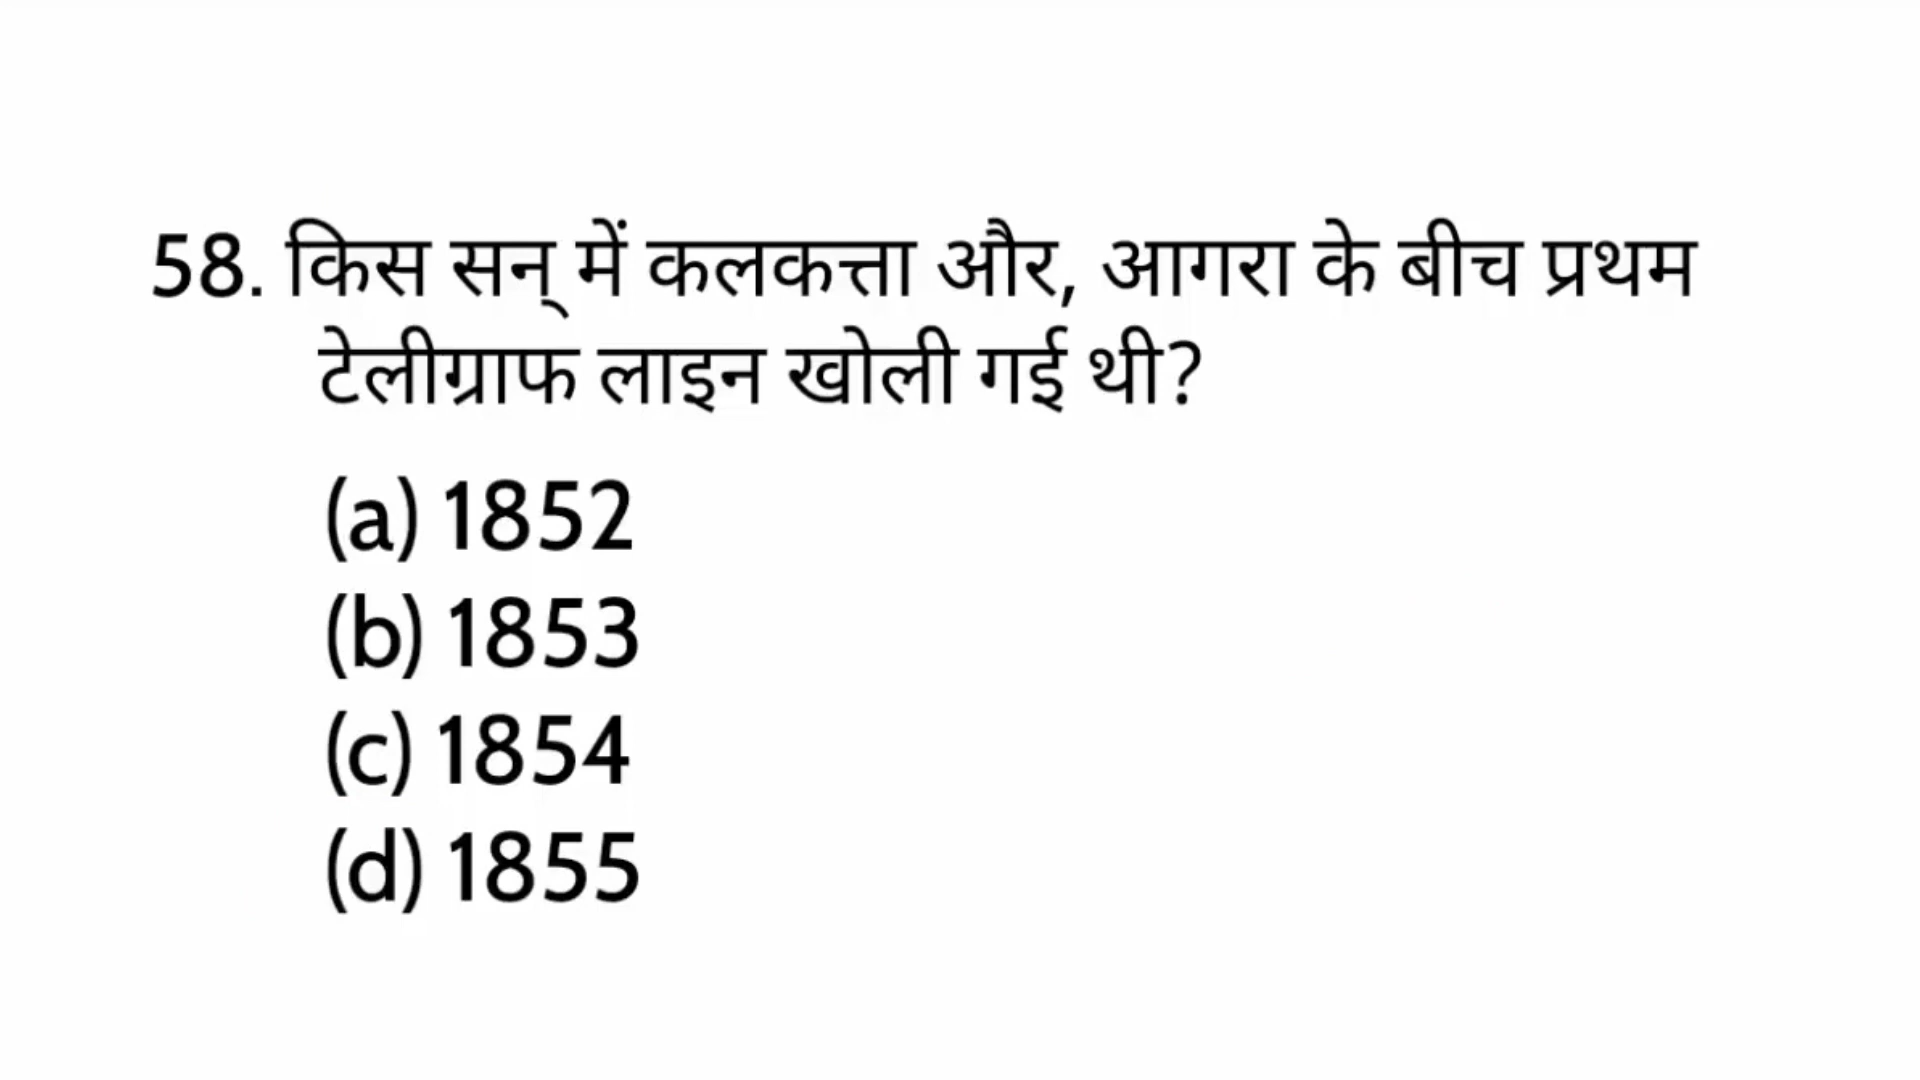 58. किस सन् में कलकत्ता और, आगरा के बीच प्रथम
टेलीग्राफ लाइन खोली गई थी?
(a) 1852
(b) 1853
(c) 1854
(d) 1855